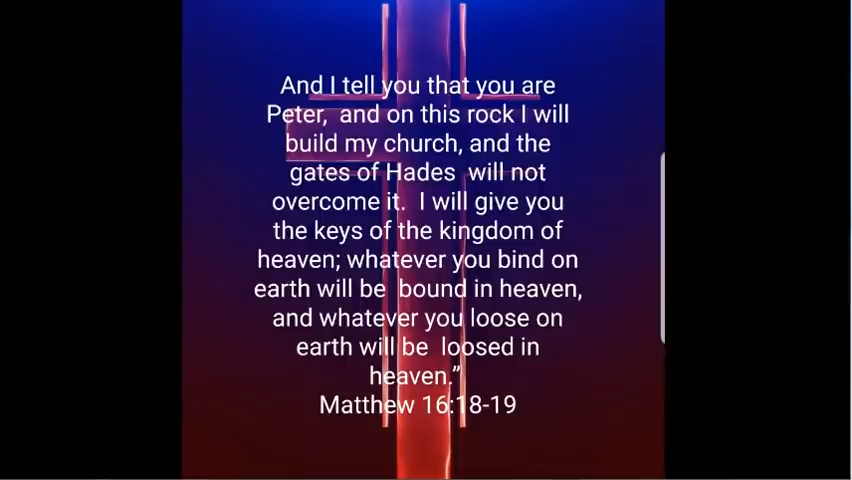 And I tell you that you are
Peter, and on this rock I will
build my church, and the
gates of Hades will not
overcome it. I will give you
the keys of the kingdom of
heaven; whatever you bind on
earth will be bound in heaven,
and whatever you loose on
earth will be loosed in
heaven.”
Matthew 16:18-19